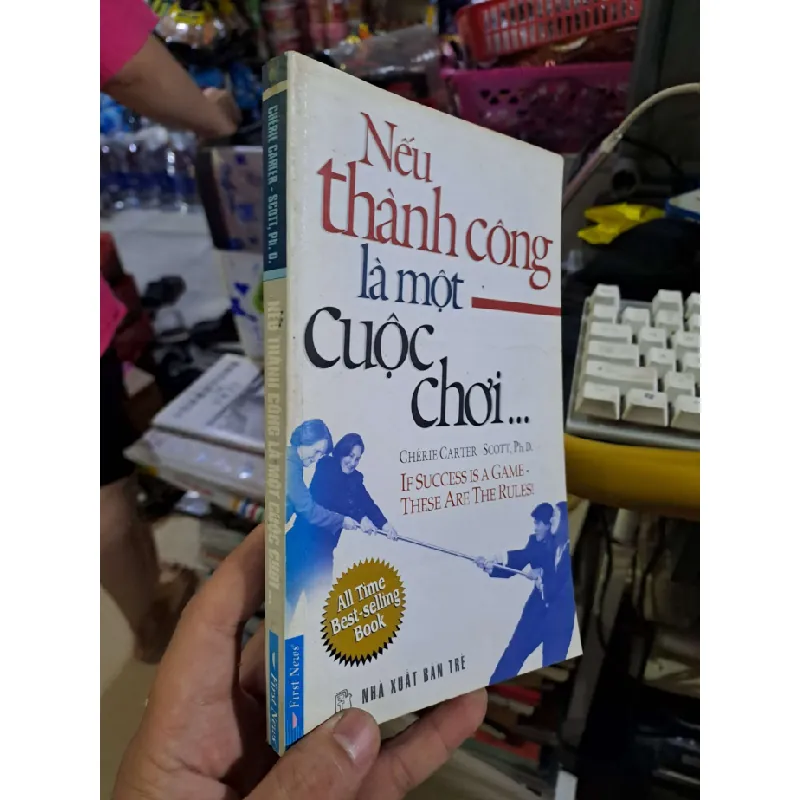 Nếu
thành công
là một
cuộc
chơi...
CHÉRIE CARTER - SCOTT, Ph.D.
IF SUCCESS IS A GAME -
THESE ARE THE RULES!
All Time
Best-selling
Book
NHÀ XUẤT BẢN TRẺ
First News
CHÉRIE CARTER - SCOTT, PH. D.
NẾU THÀNH CÔNG LÀ MỘT CUỘC CHƠI...
First News